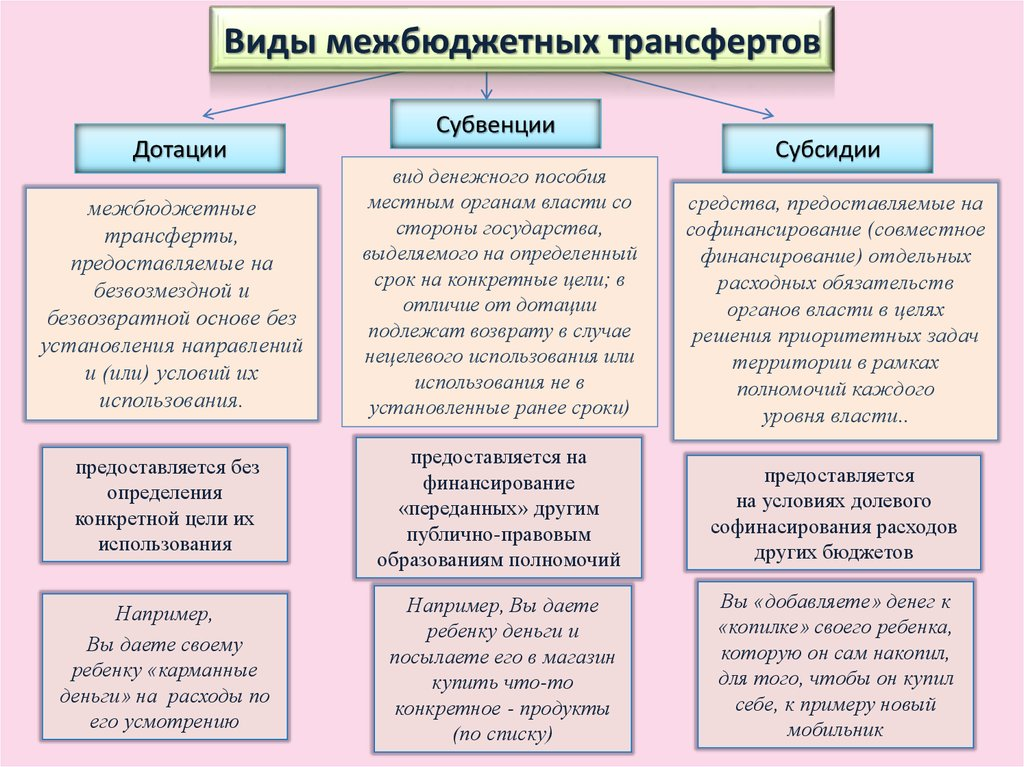 Виды межбюджетных трансфертов
Дотации
межбюджетные
трансферты,
предоставляемые на
безвозмездной и
безвозвратной основе без
установления направлений
и (или) условий их
использования.
предоставляется без
определения
конкретной цели их
использования
Например,
Вы даете своему
ребенку «карманные
деньги» на расходы по
его усмотрению
Субвенции
вид денежного пособия
местным органам власти со
стороны государства,
выделяемого на определенный
срок на конкретные цели; в
отличие от дотации
подлежат возврату в случае
нецелевого использования или
использования не в
установленные ранее сроки)
предоставляется на
финансирование
«переданных» другим
публично-правовым
образованиям полномочий
Например, Вы даете
ребенку деньги и
посылаете его в магазин
купить что-то
конкретное - продукты
(по списку)
Субсидии
средства, предоставляемые на
софинансирование (совместное
финансирование) отдельных
расходных обязательств
органов власти в целях
решения приоритетных задач
территории в рамках
полномочий каждого
уровня власти..
предоставляется
на условиях долевого
софинасирования расходов
других бюджетов
Вы «добавляете» денег к
«копилке» своего ребенка,
которую он сам накопил,
для того, чтобы он купил
себе, к примеру новый
мобильник